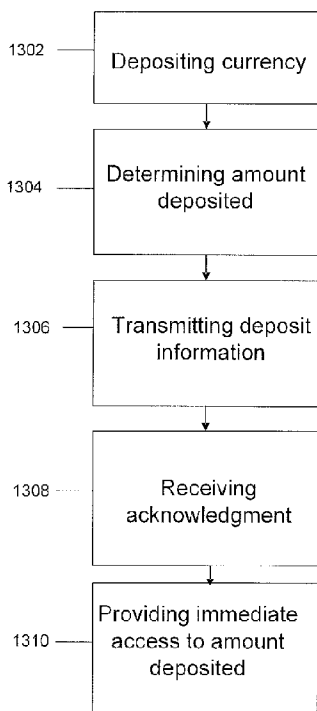 1302
Depositing currency
1304
Determining amount
deposited
1306
Transmitting deposit
information
1308
Receiving
acknowledgment
1310
Providing immediate
access to amount
deposited